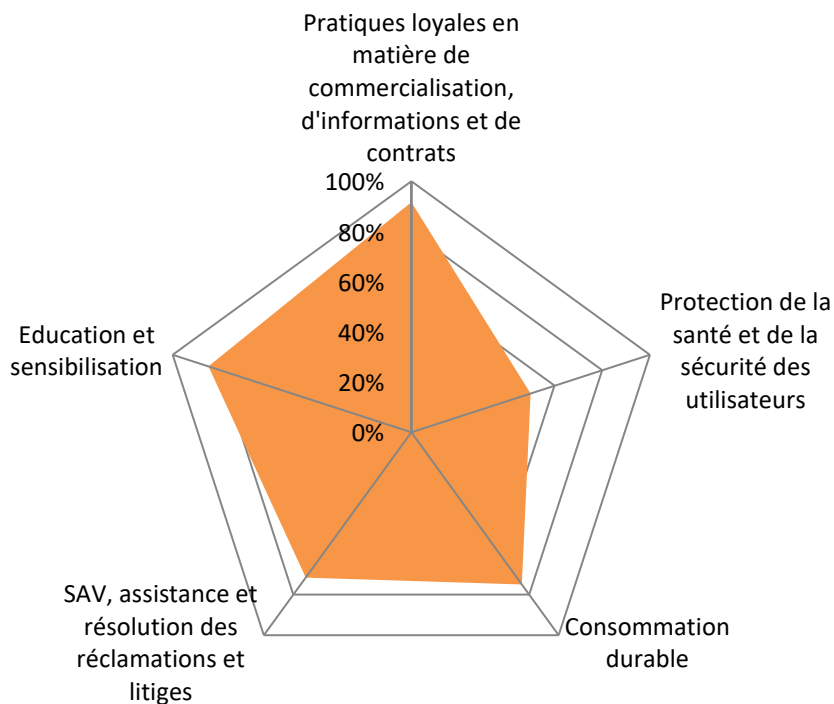 Pratiques loyales en
matière de
commercialisation,
d'informations et de
contrats
100%
80%
60%
40%
20%
0%
Protection de la
santé et de la
sécurité des
utilisateurs
Consommation
durable
SAV, assistance et
résolution des
réclamations et
litiges
Education et
sensibilisation